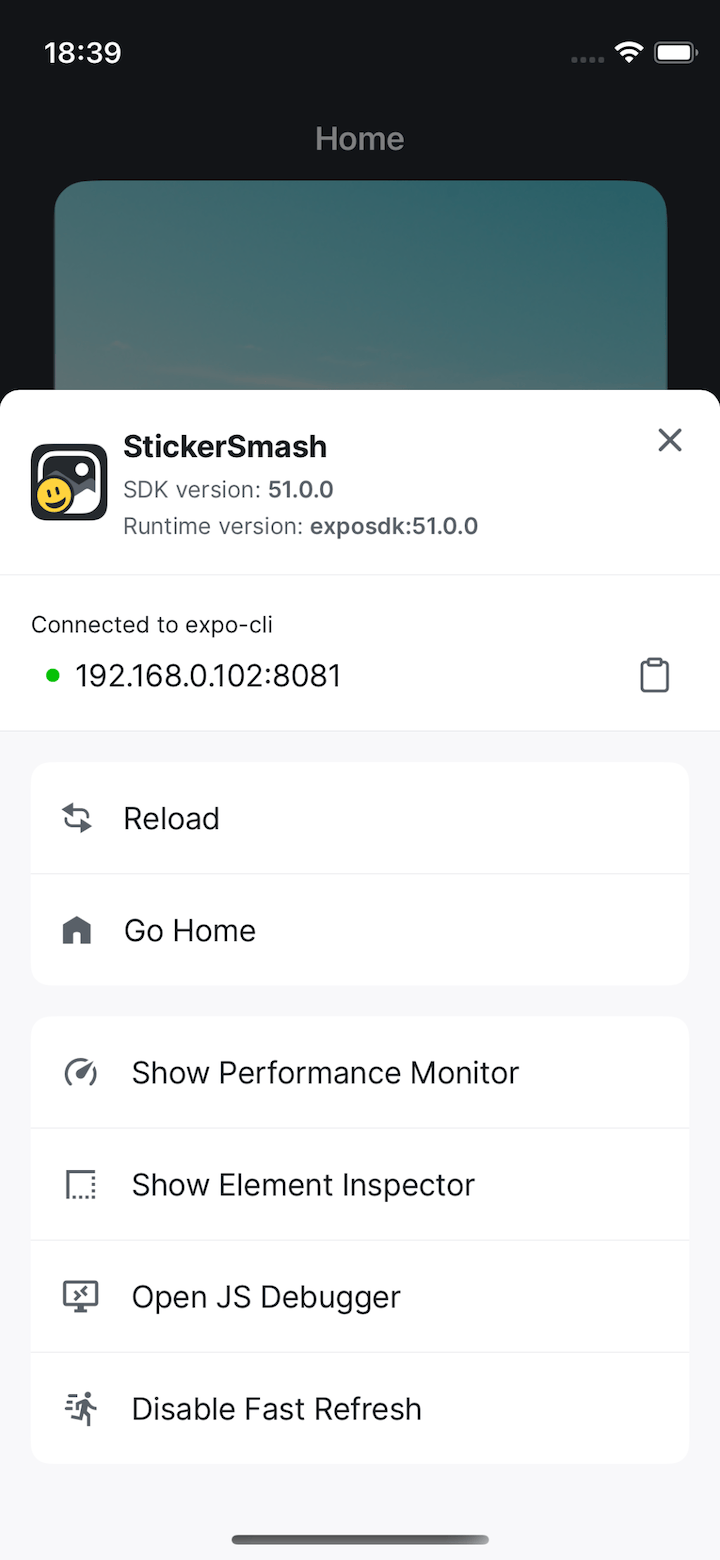 18:39
Home
StickerSmash
SDK version: 51.0.0
Runtime version: exposdk:51.0.0
Connected to expo-cli
192.168.0.102:8081
Reload
Go Home
Show Performance Monitor
Show Element Inspector
Open JS Debugger
Disable Fast Refresh